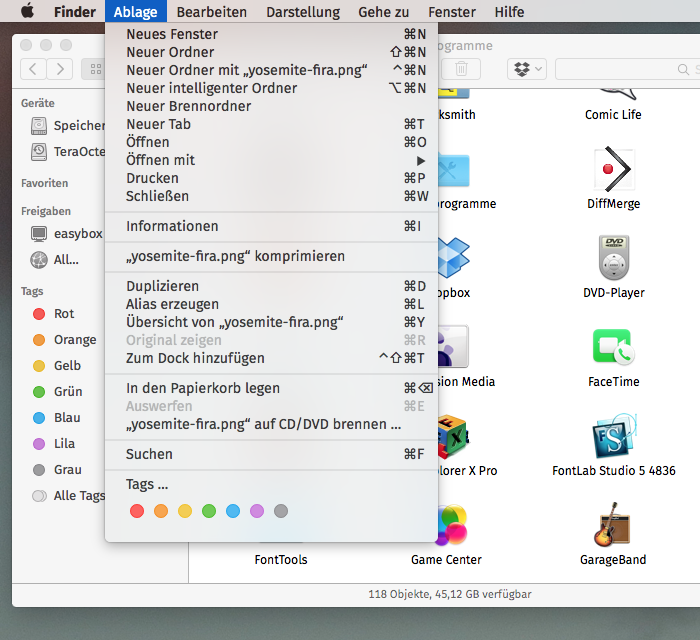 Finder Ablage Bearbeiten Darstellung Gehe zu Fenster Hilfe
Neues Fenster ⌘N
Neuer Ordner ⇧⌘N
Neuer Ordner mit „yosemite-fira.png“ ^⌘N
Neuer intelligenter Ordner ⌥⌘N
Neuer Brennordner
Neuer Tab ⌘T
Öffnen ⌘O
Öffnen mit ▶
Drucken ⌘P
Schließen ⌘W
Informationen ⌘I
„yosemite-fira.png“ komprimieren
Duplizieren ⌘D
Alias erzeugen ⌘L
Übersicht von „yosemite-fira.png“ ⌘Y
Original zeigen ⌘R
Zum Dock hinzufügen ^⇧⌘T
In den Papierkorb legen ⌘⌫
Auswerfen ⌘E
„yosemite-fira.png“ auf CD/DVD brennen ...
Suchen ⌘F
Tags ...
Geräte
Speicher
TeraOcte
Favoriten
Freigaben
easybox
All...
Tags
Rot
Orange
Gelb
Grün
Blau
Lila
Grau
Alle Tags
ogramme
S
ksmith
Comic Life
programme
DiffMerge
opbox
DVD-Player
DVD
sion Media
FaceTime
plorer X Pro
FontLab Studio 5 4836
FontTools
Game Center
GarageBand
118 Objekte, 45,12 GB verfügbar